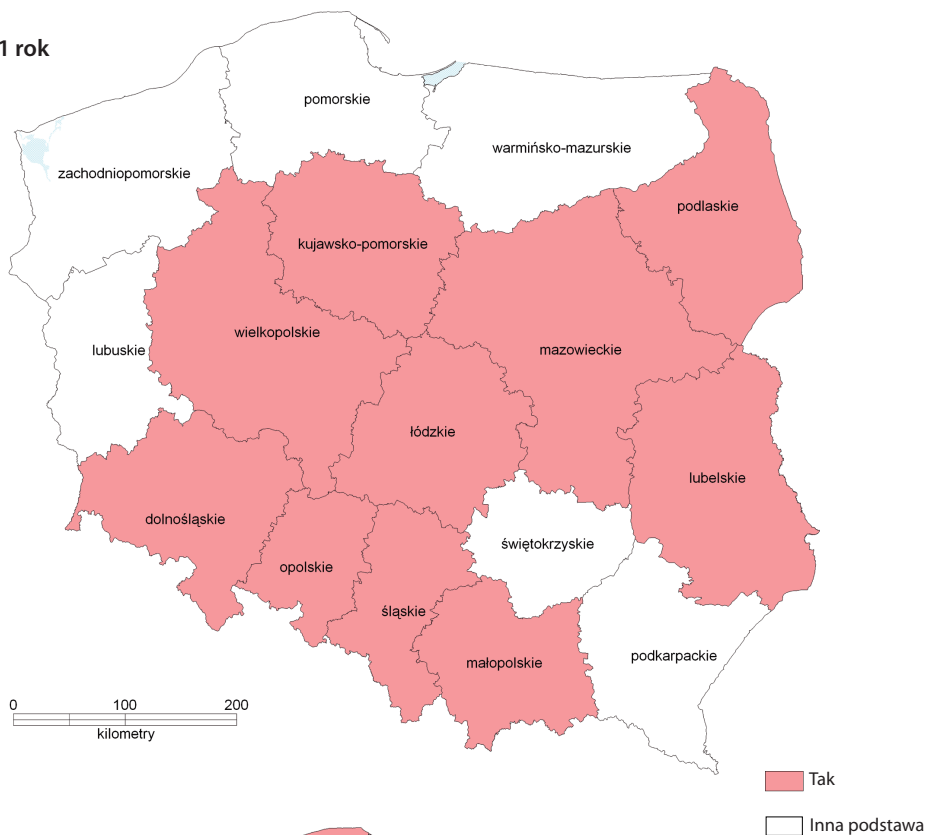 1 rok
pomorskie
warmińsko-mazurskie
zachodniopomorskie
podlaskie
kujawsko-pomorskie
wielkopolskie
lubuskie
mazowieckie
łódzkie
lubelskie
dolnośląskie
świętokrzyskie
opolskie
śląskie
małopolskie
podkarpackie
0 100 200
kilometry
Tak
Inna podstawa